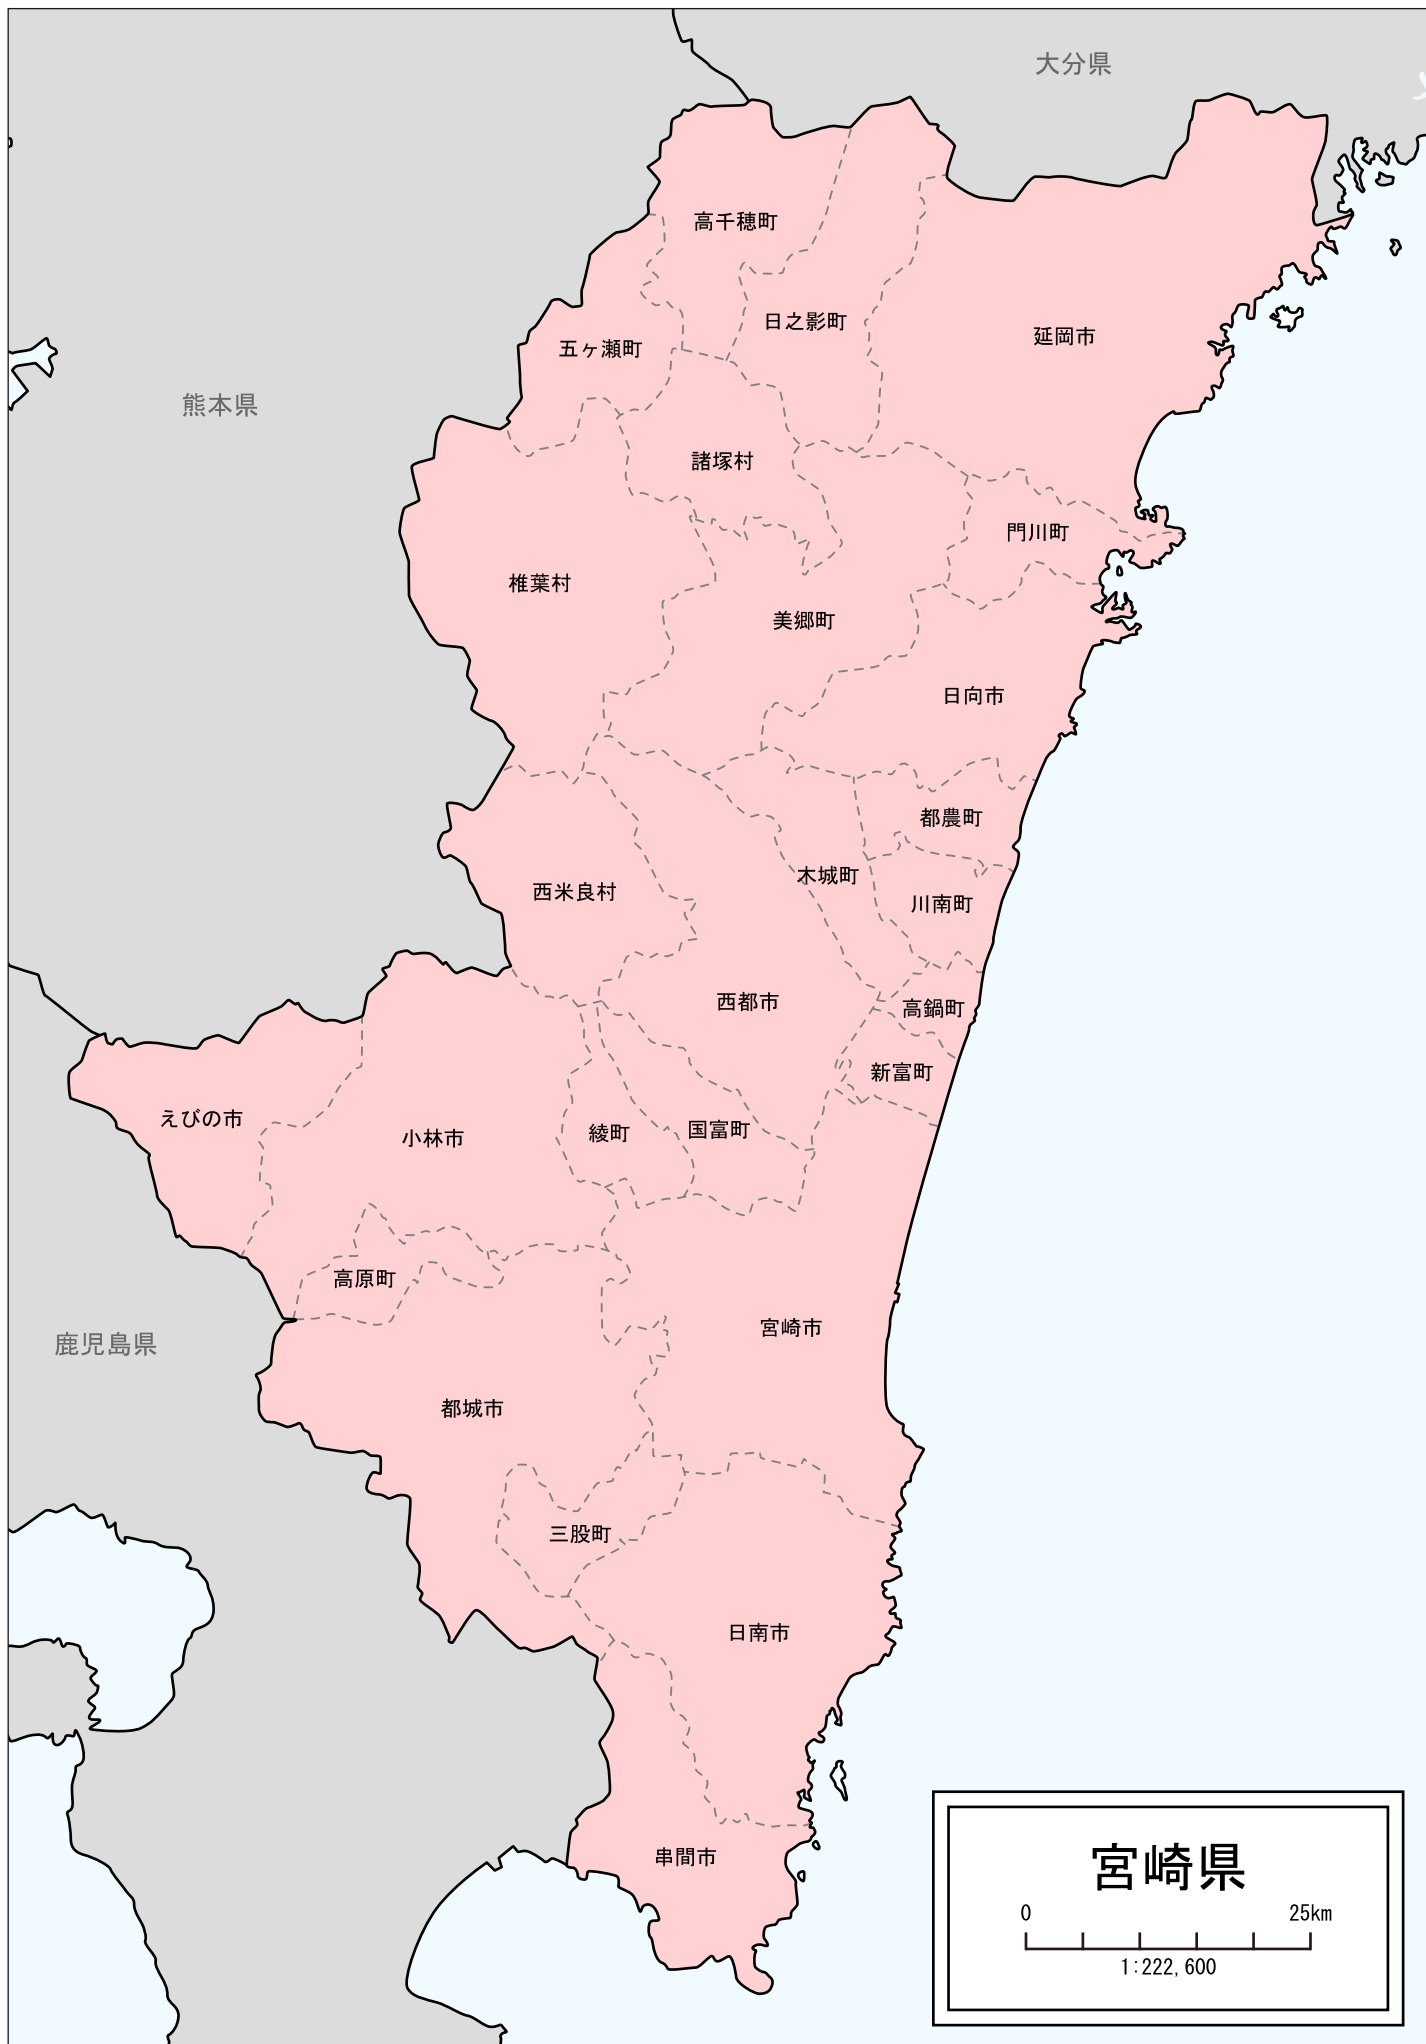 大分県
高千穂町
日之影町
延岡市
五ヶ瀬町
熊本県
諸塚村
門川町
椎葉村
美郷町
日向市
都農町
木城町
西米良村
川南町
西都市
高鍋町
新富町
えびの市
小林市
綾町
国富町
高原町
宮崎市
鹿児島県
都城市
三股町
日南市
串間市
宮崎県
0 25km
1:222,600